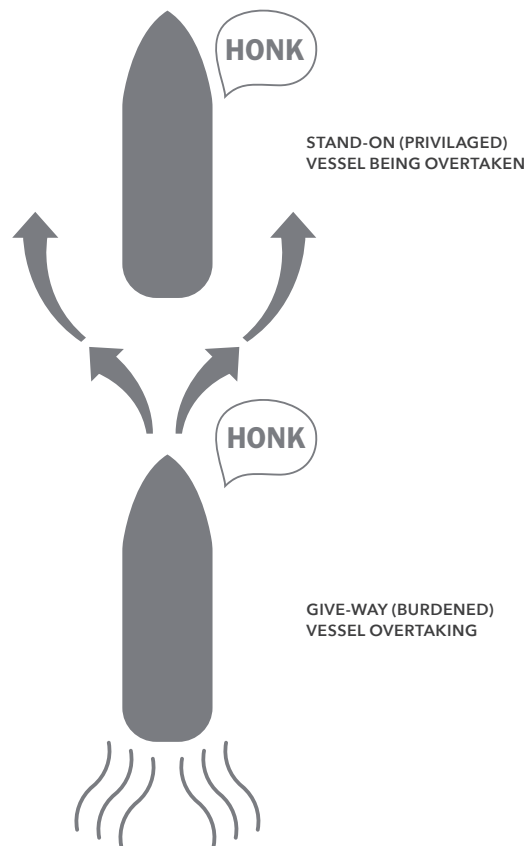 HONK
STAND-ON (PRIVILAGED)
VESSEL BEING OVERTAKEN
HONK
GIVE-WAY (BURDENED)
VESSEL OVERTAKING